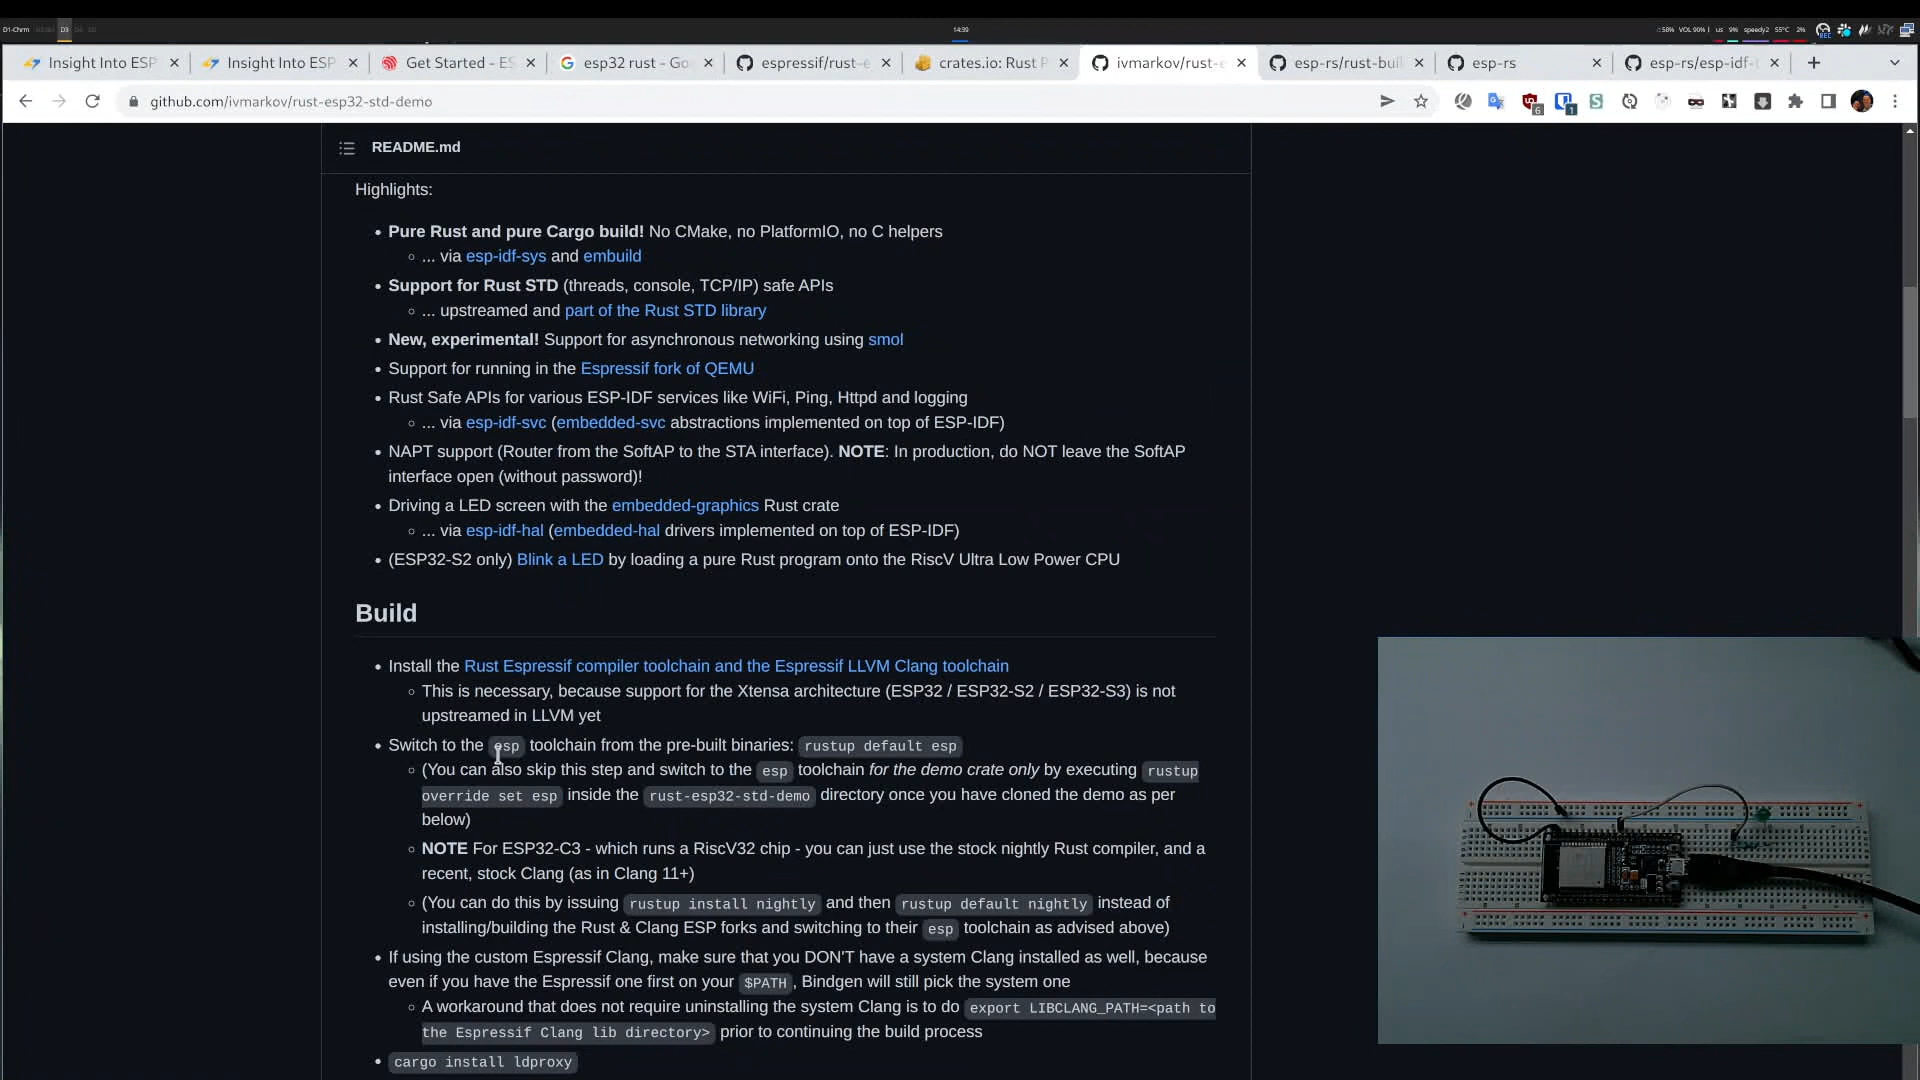 D1-Chrm
D3
14:39
58% VOL 90% | us 9% speedy2 55°C 2%
Insight Into ESP
Insight Into ESP
Get Started - ES
esp32 rust - Go
espressif/rust-e
crates.io: Rust P
ivmarkov/rust-e
esp-rs/rust-buil
esp-rs
esp-rs/esp-idf-t
github.com/ivmarkov/rust-esp32-std-demo
6
1
README.md
Highlights:
• Pure Rust and pure Cargo build! No CMake, no PlatformIO, no C helpers
◦ ... via esp-idf-sys and embuild
• Support for Rust STD (threads, console, TCP/IP) safe APIs
◦ ... upstreamed and part of the Rust STD library
• New, experimental! Support for asynchronous networking using smol
• Support for running in the Espressif fork of QEMU
• Rust Safe APIs for various ESP-IDF services like WiFi, Ping, Httpd and logging
◦ ... via esp-idf-svc (embedded-svc abstractions implemented on top of ESP-IDF)
• NAPT support (Router from the SoftAP to the STA interface). NOTE: In production, do NOT leave the SoftAP
interface open (without password)!
• Driving a LED screen with the embedded-graphics Rust crate
◦ ... via esp-idf-hal (embedded-hal drivers implemented on top of ESP-IDF)
• (ESP32-S2 only) Blink a LED by loading a pure Rust program onto the RiscV Ultra Low Power CPU
Build
• Install the Rust Espressif compiler toolchain and the Espressif LLVM Clang toolchain
◦ This is necessary, because support for the Xtensa architecture (ESP32 / ESP32-S2 / ESP32-S3) is not
upstreamed in LLVM yet
• Switch to the esp toolchain from the pre-built binaries: rustup default esp
◦ (You can also skip this step and switch to the esp toolchain for the demo crate only by executing rustup
override set esp inside the rust-esp32-std-demo directory once you have cloned the demo as per
below)
◦ NOTE For ESP32-C3 - which runs a RiscV32 chip - you can just use the stock nightly Rust compiler, and a
recent, stock Clang (as in Clang 11+)
◦ (You can do this by issuing rustup install nightly and then rustup default nightly instead of
installing/building the Rust & Clang ESP forks and switching to their esp toolchain as advised above)
• If using the custom Espressif Clang, make sure that you DON'T have a system Clang installed as well, because
even if you have the Espressif one first on your $PATH, Bindgen will still pick the system one
◦ A workaround that does not require uninstalling the system Clang is to do export LIBCLANG_PATH=<path to
the Espressif Clang lib directory> prior to continuing the build process
• cargo install ldproxy